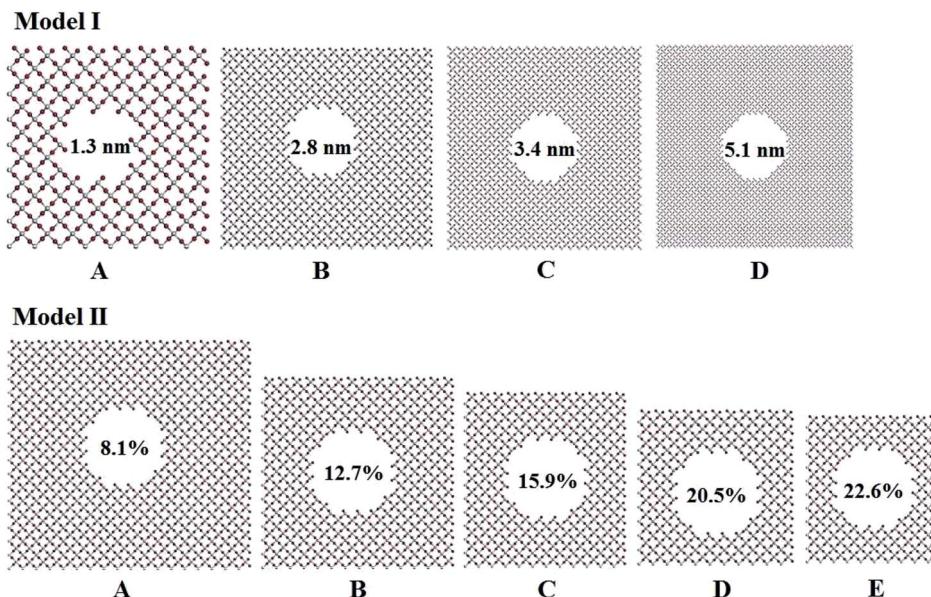 Model I
1.3 nm 2.8 nm 3.4 nm 5.1 nm
A B C D
Model II
8.1% 12.7% 15.9% 20.5% 22.6%
A B C D E